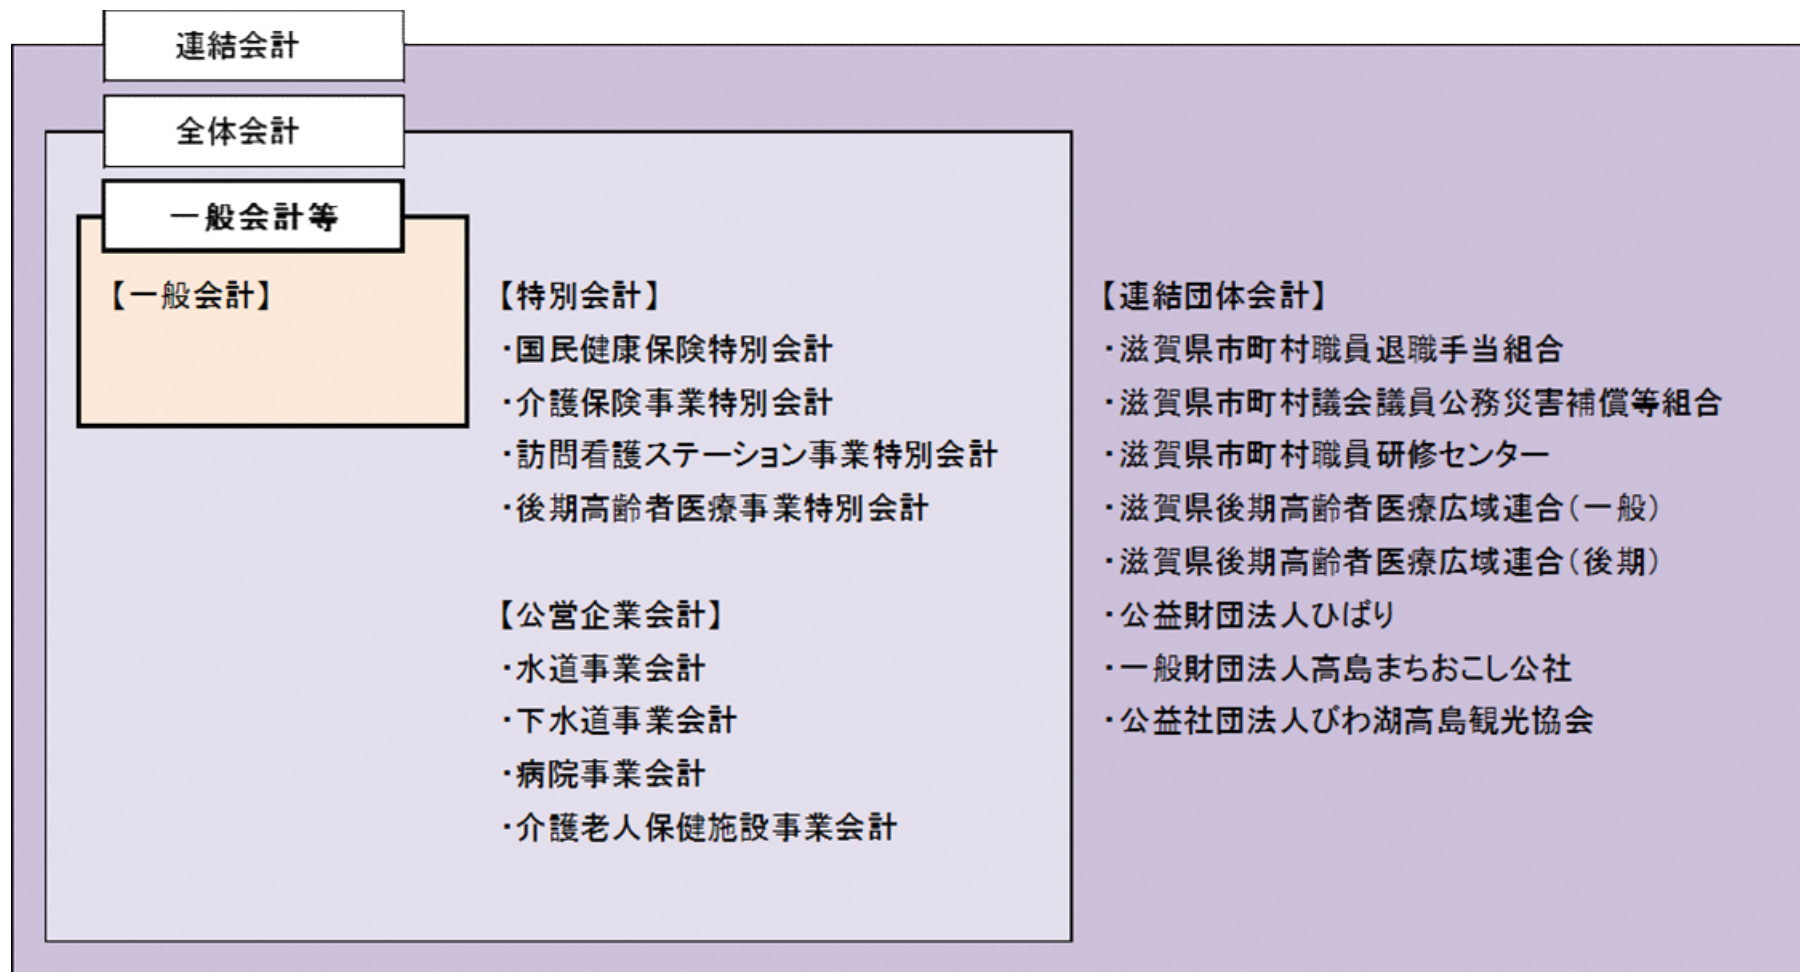 連結会計
全体会計
一般会計等
【一般会計】
【特別会計】
・国民健康保険特別会計
・介護保険事業特別会計
・訪問看護ステーション事業特別会計
・後期高齢者医療事業特別会計
【公営企業会計】
・水道事業会計
・下水道事業会計
・病院事業会計
・介護老人保健施設事業会計
【連結団体会計】
・滋賀県市町村職員退職手当組合
・滋賀県市町村議会議員公務災害補償等組合
・滋賀県市町村職員研修センター
・滋賀県後期高齢者医療広域連合(一般)
・滋賀県後期高齢者医療広域連合(後期)
・公益財団法人ひばり
・一般財団法人高島まちおこし公社
・公益社団法人びわ湖高島観光協会